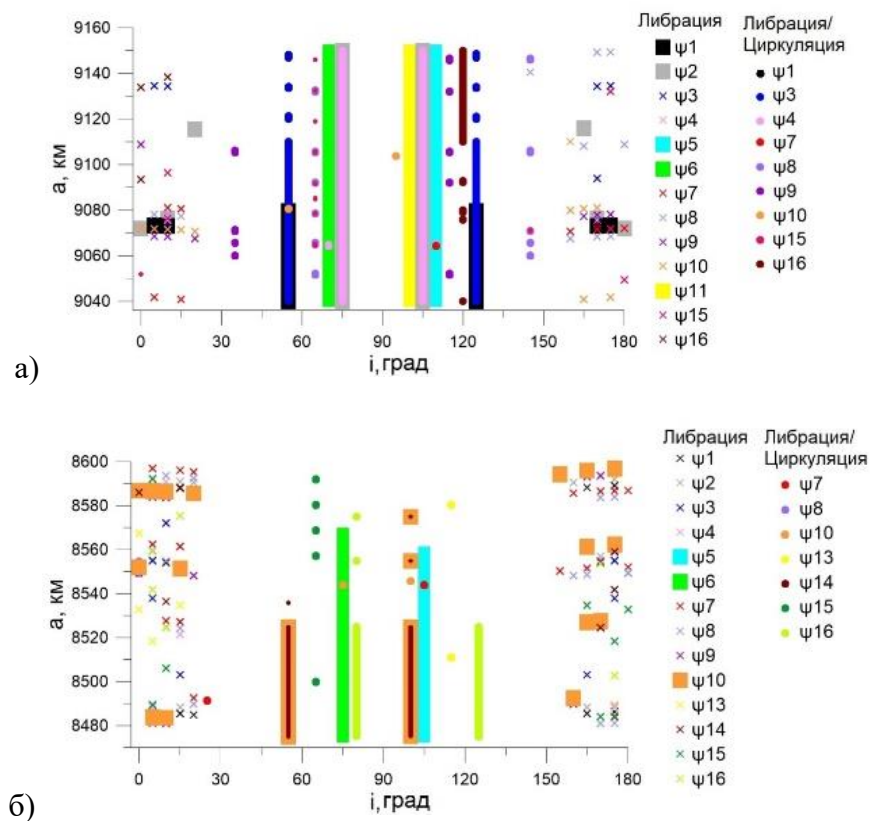 9160
9140
9120
9100
9080
9060
9040
а, км
0
30
60
90
120
150
180
i, град
а)
Либрация
ψ1
ψ2
ψ3
ψ4
ψ5
ψ6
ψ7
ψ8
ψ9
ψ10
ψ11
ψ15
ψ16
Либрация/
Циркуляция
ψ1
ψ3
ψ4
ψ7
ψ8
ψ9
ψ10
ψ15
ψ16
8600
8580
8560
8540
8520
8500
8480
а, км
0
30
60
90
120
150
180
i, град
б)
Либрация
ψ1
ψ2
ψ3
ψ4
ψ5
ψ6
ψ7
ψ8
ψ9
ψ10
ψ13
ψ14
ψ15
ψ16
Либрация/
Циркуляция
ψ7
ψ8
ψ10
ψ13
ψ14
ψ15
ψ16